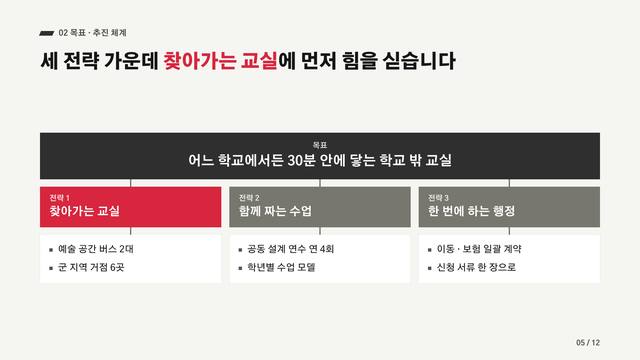 02 목표 · 추진 체계
세 전략 가운데 찾아가는 교실에 먼저 힘을 싣습니다
목표
어느 학교에서든 30분 안에 닿는 학교 밖 교실
전략 1
찾아가는 교실
전략 2
함께 짜는 수업
전략 3
한 번에 하는 행정
▪ 예술 공간 버스 2대
▪ 군 지역 거점 6곳
▪ 공동 설계 연수 연 4회
▪ 학년별 수업 모델
▪ 이동 · 보험 일괄 계약
▪ 신청 서류 한 장으로
05 / 12